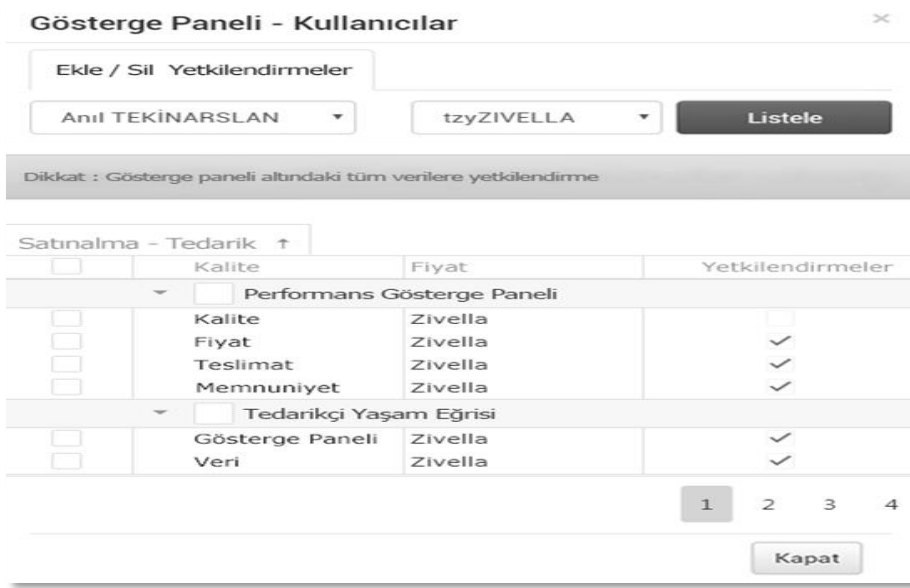 Gösterge Paneli - Kullanıcılar
Ekle / Sil Yetkilendirmeler
Anıl TEKİNARSLAN tzyZIVELLA Listele
Dikkat : Gösterge paneli altındaki tüm verilere yetkilendirme
Satınalma - Tedarik ↑
Kalite Fiyat Yetkilendirmeler
Performans Gösterge Paneli
Kalite Zivella
Fiyat Zivella
Teslimat Zivella
Memnuniyet Zivella
Tedarikçi Yaşam Eğrisi
Gösterge Paneli Zivella
Veri Zivella
1 2 3 4
Kapat